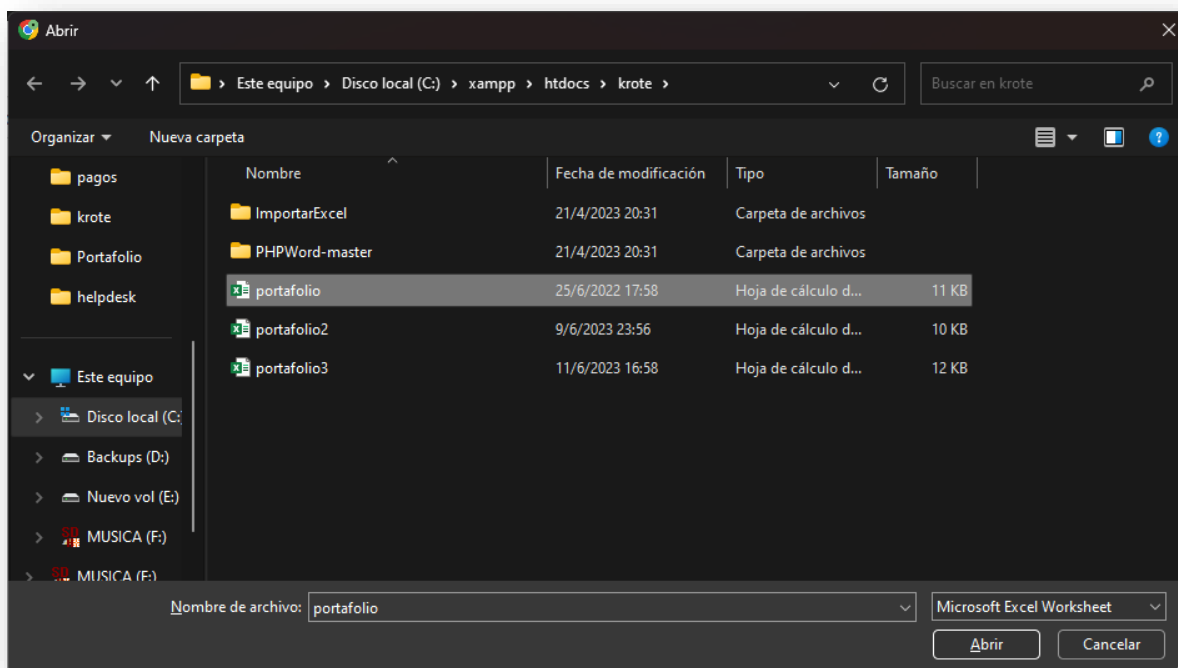 Abrir
Este equipo › Disco local (C:) › xampp › htdocs › krote ›
Buscar en krote
Organizar
Nueva carpeta
pagos
krote
Portafolio
helpdesk
Este equipo
Disco local (C:
Backups (D:)
Nuevo vol (E:)
MUSICA (F:)
MUSICA (F:)
Nombre Fecha de modificación Tipo Tamaño
ImportarExcel 21/4/2023 20:31 Carpeta de archivos
PHPWord-master 21/4/2023 20:31 Carpeta de archivos
portafolio 25/6/2022 17:58 Hoja de cálculo d... 11 KB
portafolio2 9/6/2023 23:56 Hoja de cálculo d... 10 KB
portafolio3 11/6/2023 16:58 Hoja de cálculo d... 12 KB
Nombre de archivo: portafolio
Microsoft Excel Worksheet
Abrir
Cancelar